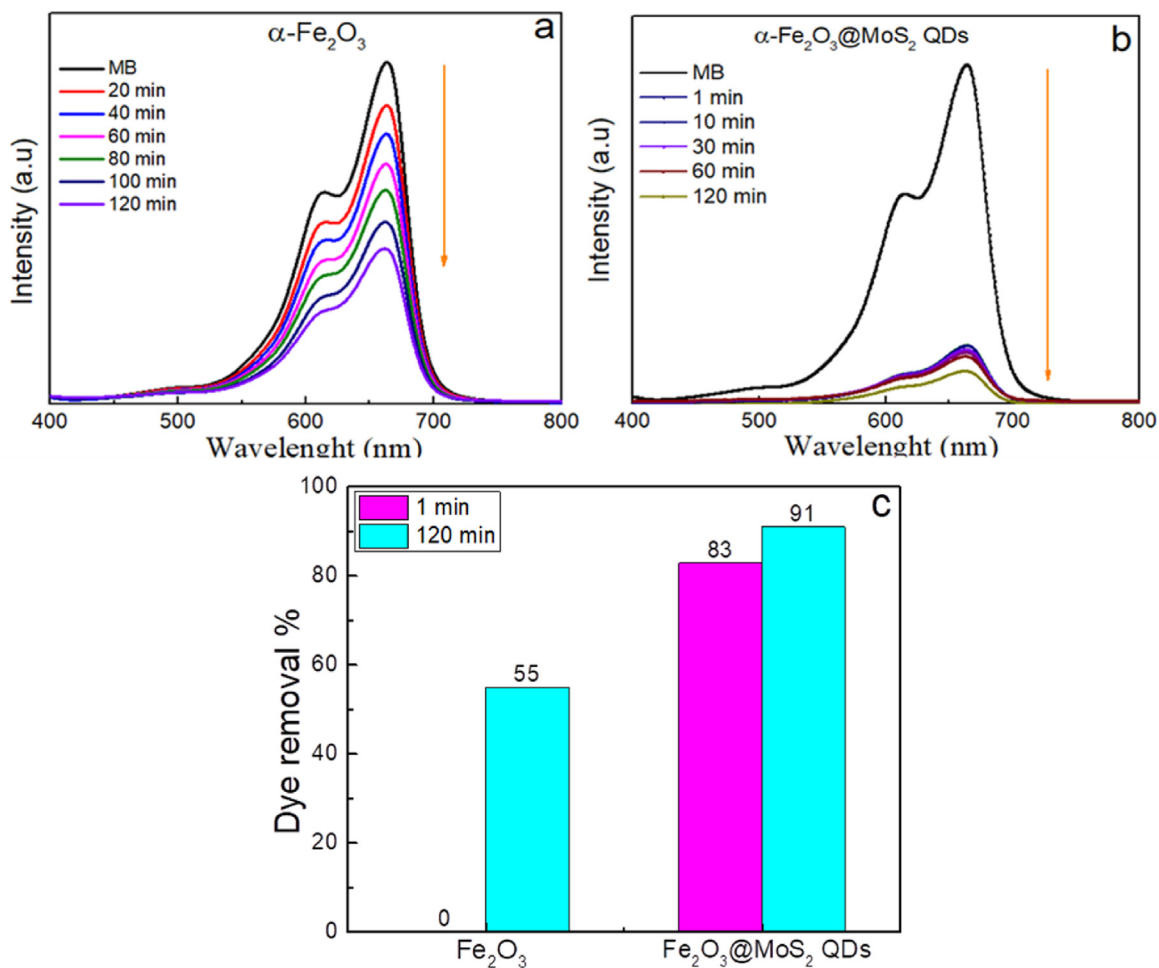 α-Fe₂O₃
a
MB
20 min
40 min
60 min
80 min
100 min
120 min
Intensity (a.u)
400 500 600 700 800
Wavelenght (nm)
α-Fe₂O₃@MoS₂ QDs
b
MB
1 min
10 min
30 min
60 min
120 min
Intensity (a.u)
400 500 600 700 800
Wavelenght (nm)
c
1 min
120 min
100
80
60
40
20
0
Dye removal %
0
55
83
91
Fe₂O₃
Fe₂O₃@MoS₂ QDs